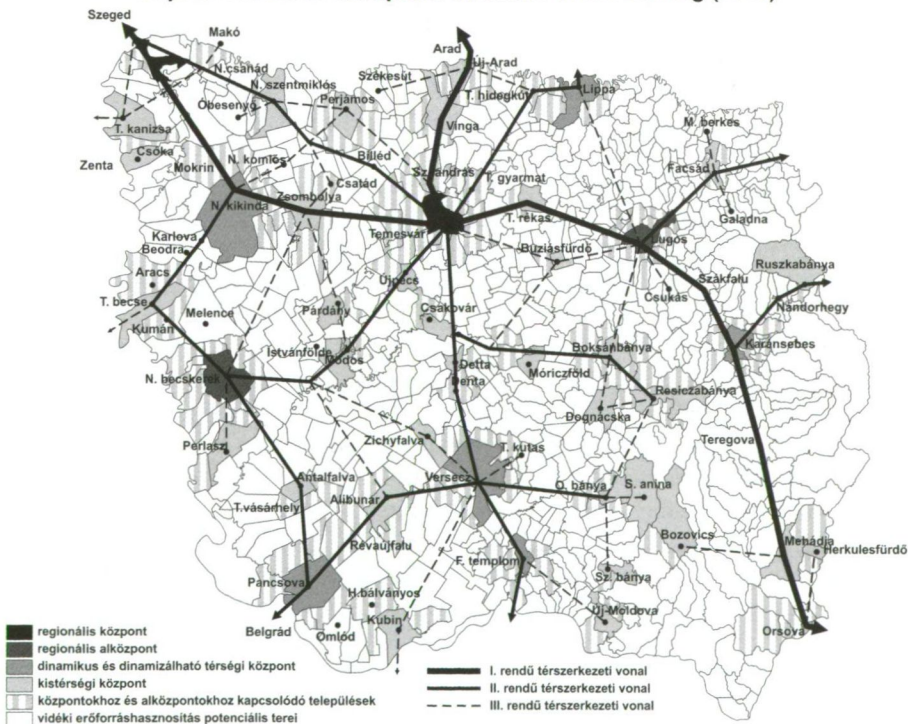 Szeged
Makó
Arad
Új-Arad
N.csanád
Székesút
N. szentmiklós
Óbesenyő
Perjámos
T. hidegkút
Lippa
T. kanizsa
Vinga
M. berkes
Csóka
Zenta
Mokrin
N. komlós
Billéd
Sz.andrás
T. gyarmat
Facsád
Zsombolya
Csatád
N. kikinda
T. rékas
Galadna
Temesvár
Lugos
Karlova
Beodra
Buziásfürdő
Ruszkabánya
Aracs
Újpécs
Csukás
Szákfalu
T. becse
Melence
Párdány
Csákovár
Nándorhegy
Kumán
Istvánfölde
Módos
Boksánbánya
Karánsebes
N. becskerek
Detta
Denta
Móriczföld
Resiczabánya
Dognácska
Perlasz
Zichyfalva
T. kutas
Teregova
Antalfalva
Versecz
O. bánya
S. anina
T.vásárhely
Alibunár
Bozovics
Mehádia
Herkulesfürdő
Révaújfalu
F. templom
Pancsova
Sz. bánya
H.bálványos
Új-Moldova
Belgrád
Omlód
Kubin
Orsova
regionális központ
regionális alközpont
dinamikus és dinamizálható térségi központ
kistérségi központ
központokhoz és alközpontokhoz kapcsolódó települések
vidéki erőforráshasznosítás potenciális terei
I. rendű térszerkezeti vonal
II. rendű térszerkezeti vonal
III. rendű térszerkezeti vonal